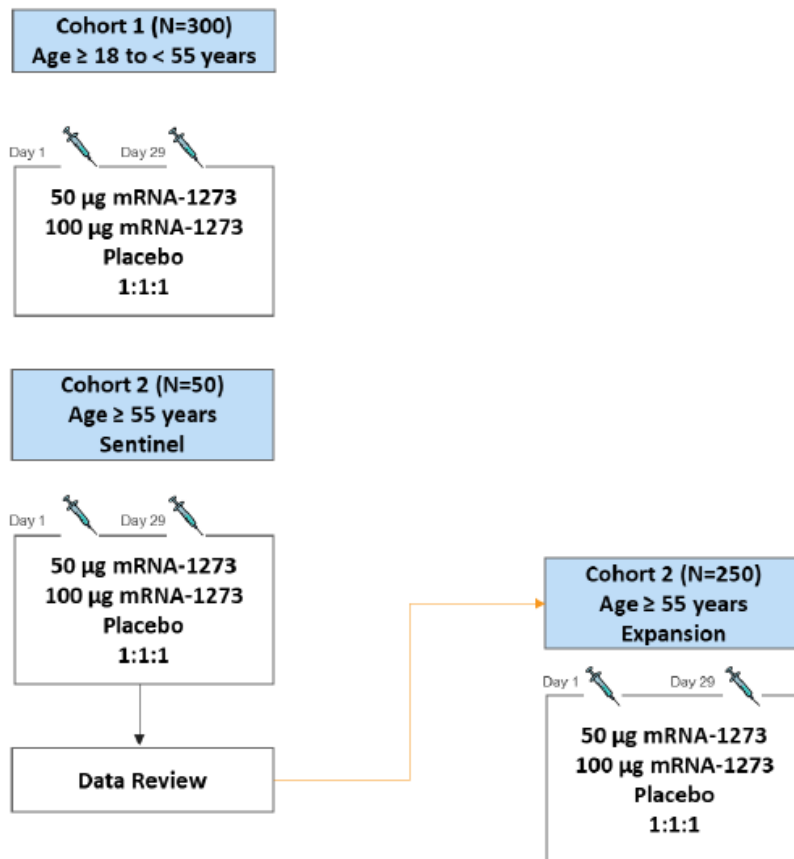 Cohort 1 (N=300)
Age ≥ 18 to < 55 years
Day 1
Day 29
50 µg mRNA-1273
100 µg mRNA-1273
Placebo
1:1:1
Cohort 2 (N=50)
Age ≥ 55 years
Sentinel
Day 1
Day 29
50 µg mRNA-1273
100 µg mRNA-1273
Placebo
1:1:1
Data Review
Cohort 2 (N=250)
Age ≥ 55 years
Expansion
Day 1
Day 29
50 µg mRNA-1273
100 µg mRNA-1273
Placebo
1:1:1